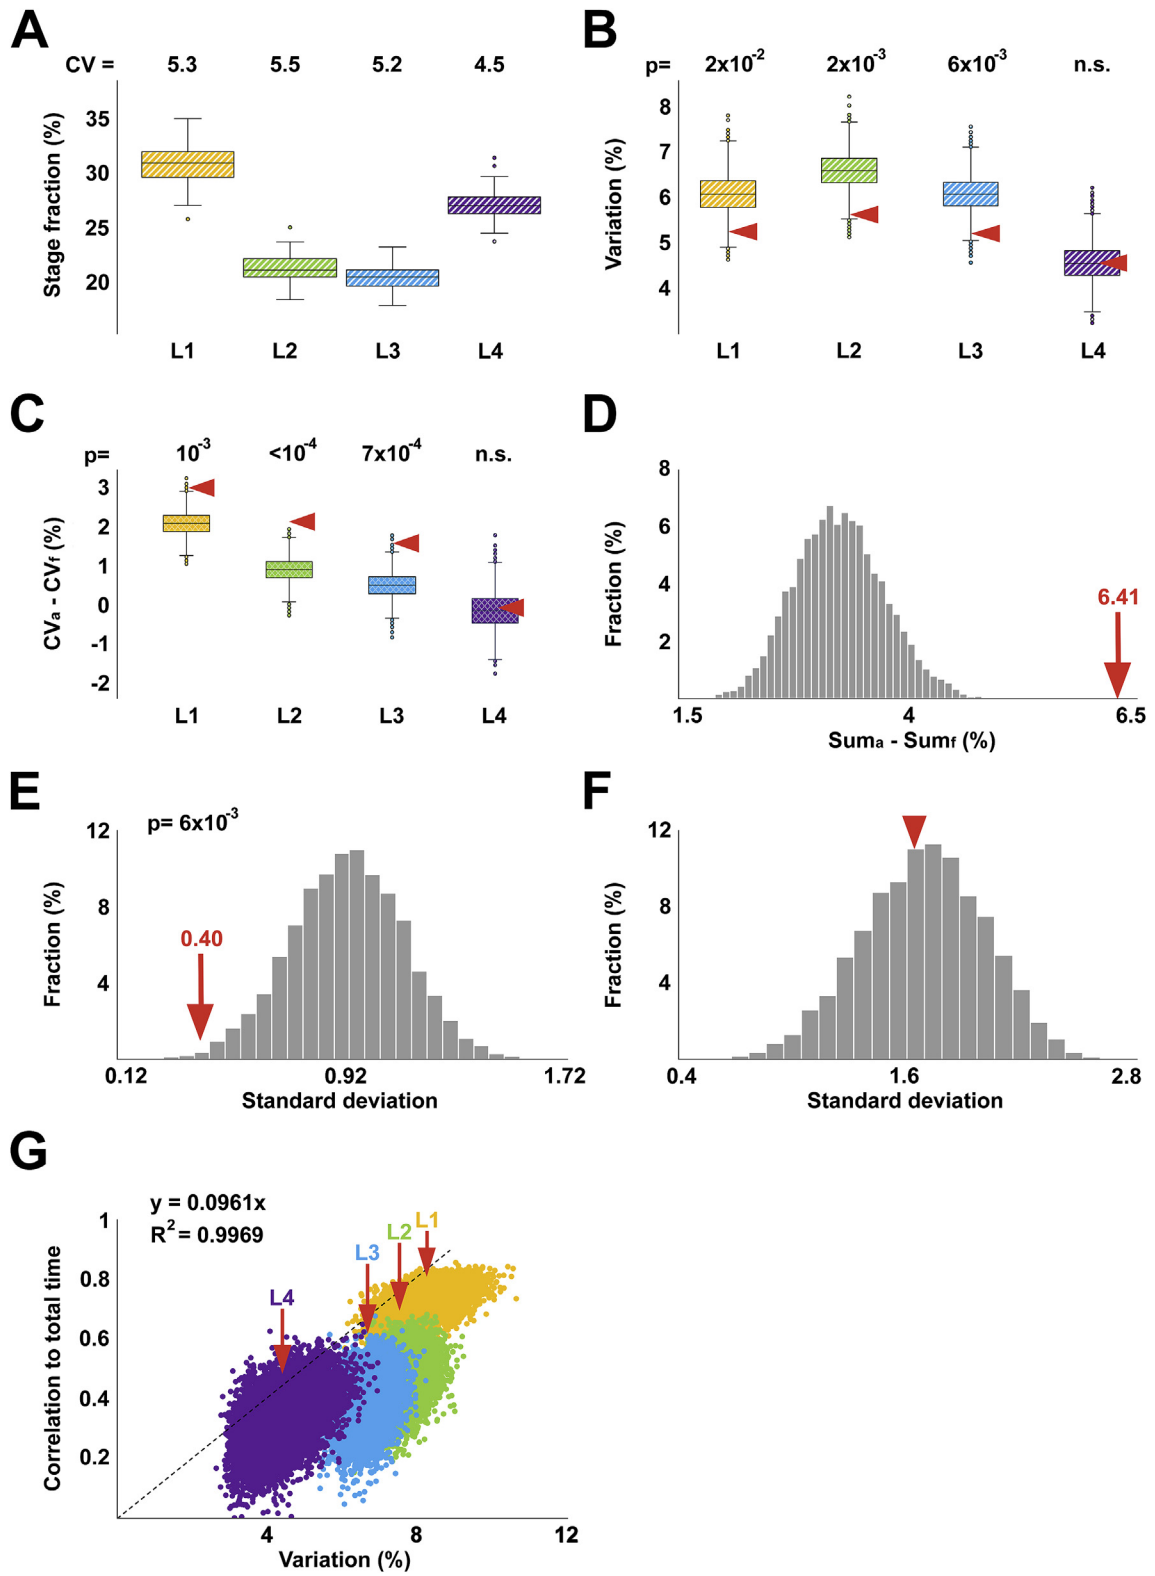 A
CV = 5.3 5.5 5.2 4.5
Stage fraction (%)
35
30
25
20
L1 L2 L3 L4
B
p= 2x10-2 2x10-3 6x10-3 n.s.
Variation (%)
8
7
6
5
4
L1 L2 L3 L4
C
p= 10-3 <10-4 7x10-4 n.s.
CVa - CVf (%)
3
2
1
0
-1
-2
L1 L2 L3 L4
D
Fraction (%)
8
6
4
2
6.41
1.5 4 6.5
Suma - Sumf (%)
E
p= 6x10-3
Fraction (%)
12
8
4
0.40
0.12 0.92 1.72
Standard deviation
F
Fraction (%)
12
8
4
0.4 1.6 2.8
Standard deviation
G
y = 0.0961x
R2 = 0.9969
Correlation to total time
1
0.8
0.6
0.4
0.2
L1
L2
L3
L4
4 8 12
Variation (%)